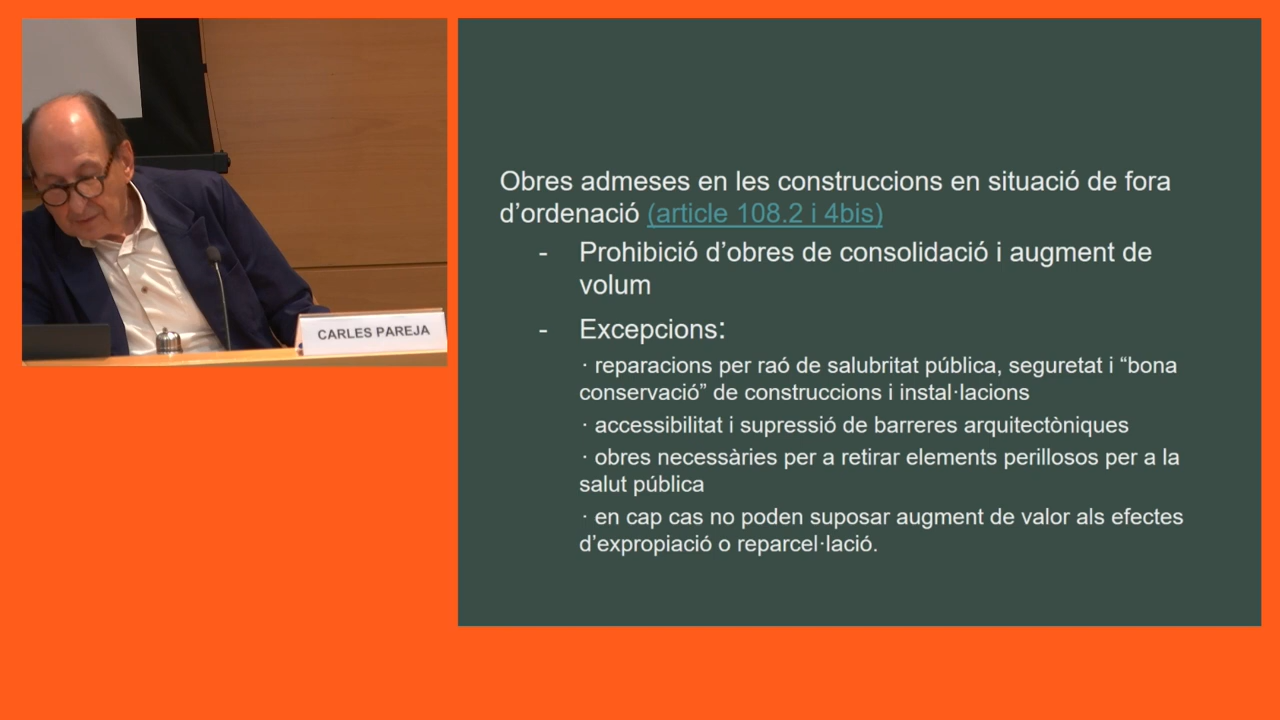 CARLES PAREJA
Obres admeses en les construccions en situació de fora
d’ordenació (article 108.2 i 4bis)
- Prohibició d’obres de consolidació i augment de
volum
- Excepcions:
· reparacions per raó de salubritat pública, seguretat i “bona
conservació” de construccions i instal·lacions
· accessibilitat i supressió de barreres arquitectòniques
· obres necessàries per a retirar elements perillosos per a la
salut pública
· en cap cas no poden suposar augment de valor als efectes
d’expropiació o reparcel·lació.